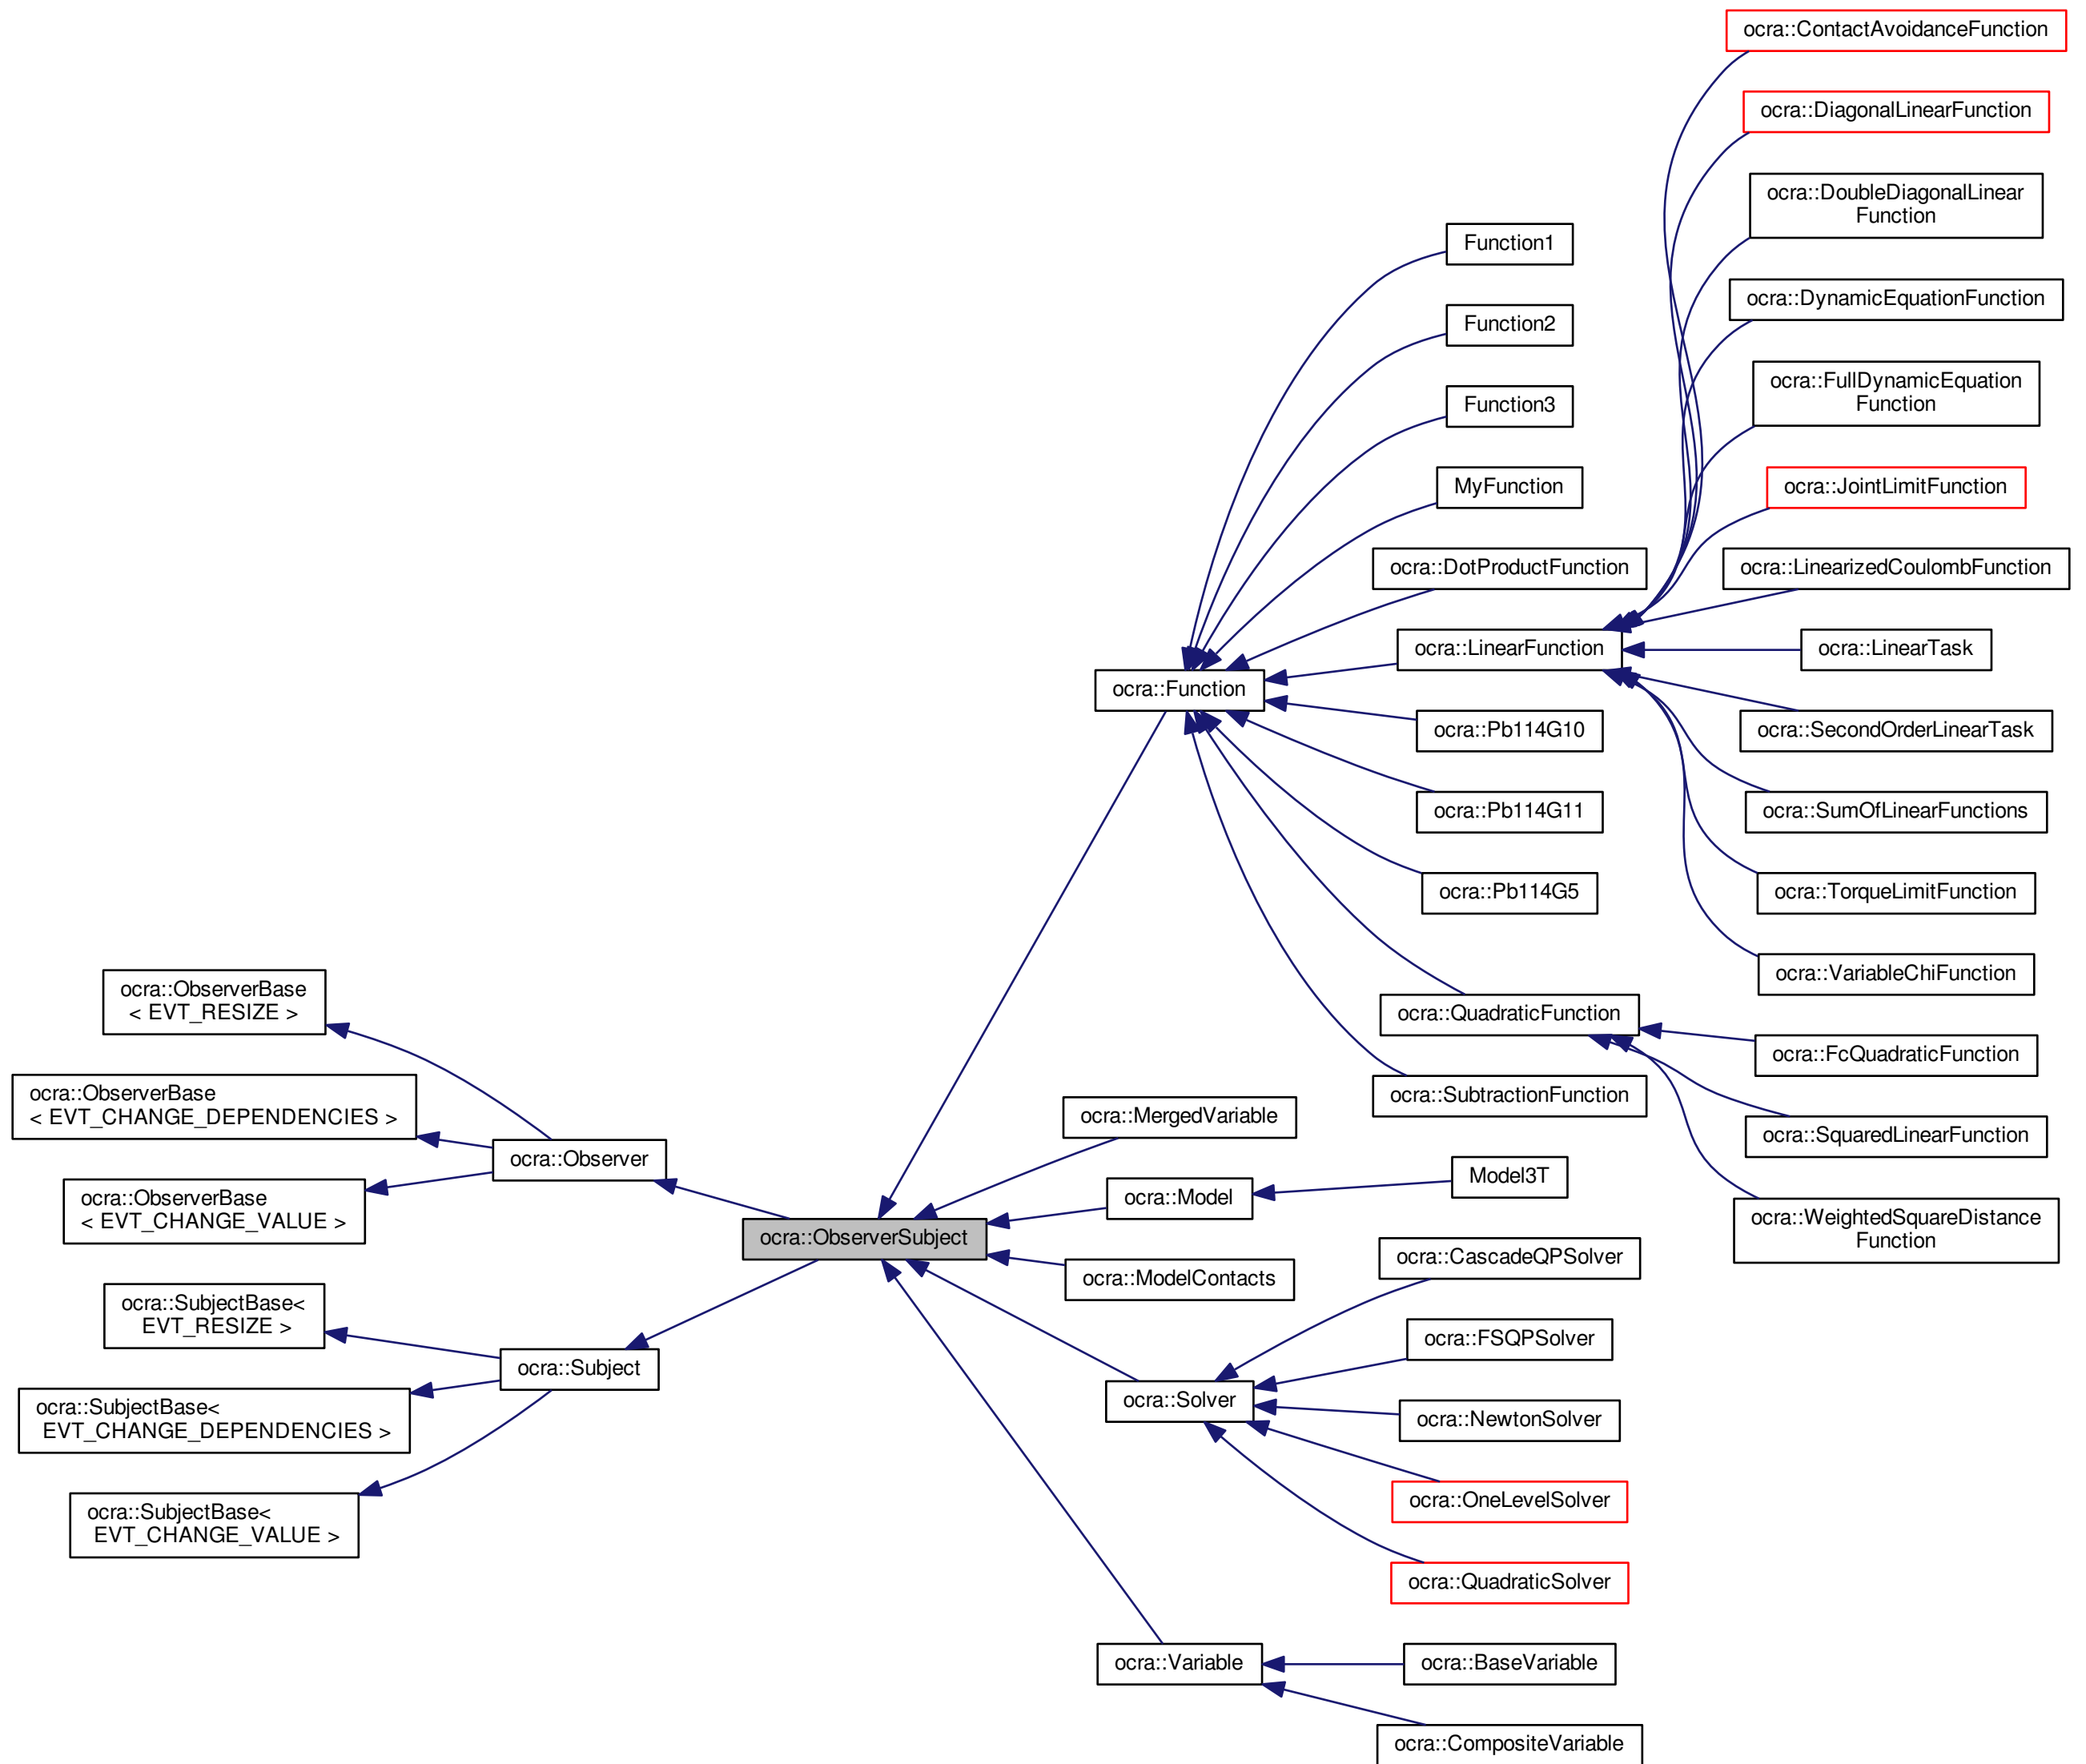 ocra::ObserverBase
< EVT_RESIZE >
ocra::ObserverBase
< EVT_CHANGE_DEPENDENCIES >
ocra::ObserverBase
< EVT_CHANGE_VALUE >
ocra::SubjectBase<
EVT_RESIZE >
ocra::SubjectBase<
EVT_CHANGE_DEPENDENCIES >
ocra::SubjectBase<
EVT_CHANGE_VALUE >
ocra::Observer
ocra::Subject
ocra::ObserverSubject
ocra::Function
ocra::MergedVariable
ocra::Model
ocra::ModelContacts
ocra::Solver
ocra::Variable
Function1
Function2
Function3
MyFunction
ocra::DotProductFunction
ocra::LinearFunction
ocra::Pb114G10
ocra::Pb114G11
ocra::Pb114G5
ocra::QuadraticFunction
ocra::SubtractionFunction
Model3T
ocra::CascadeQPSolver
ocra::FSQPSolver
ocra::NewtonSolver
ocra::OneLevelSolver
ocra::QuadraticSolver
ocra::BaseVariable
ocra::CompositeVariable
ocra::ContactAvoidanceFunction
ocra::DiagonalLinearFunction
ocra::DoubleDiagonalLinear
Function
ocra::DynamicEquationFunction
ocra::FullDynamicEquation
Function
ocra::JointLimitFunction
ocra::LinearizedCoulombFunction
ocra::LinearTask
ocra::SecondOrderLinearTask
ocra::SumOfLinearFunctions
ocra::TorqueLimitFunction
ocra::VariableChiFunction
ocra::FcQuadraticFunction
ocra::SquaredLinearFunction
ocra::WeightedSquareDistance
Function